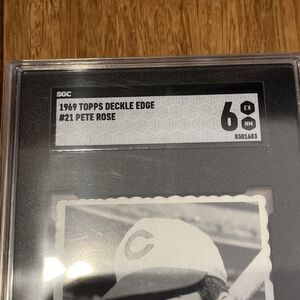 SGC
1969 TOPPS DECKLE EDGE
#21 PETE ROSE
6
EX
NM
8301683
C